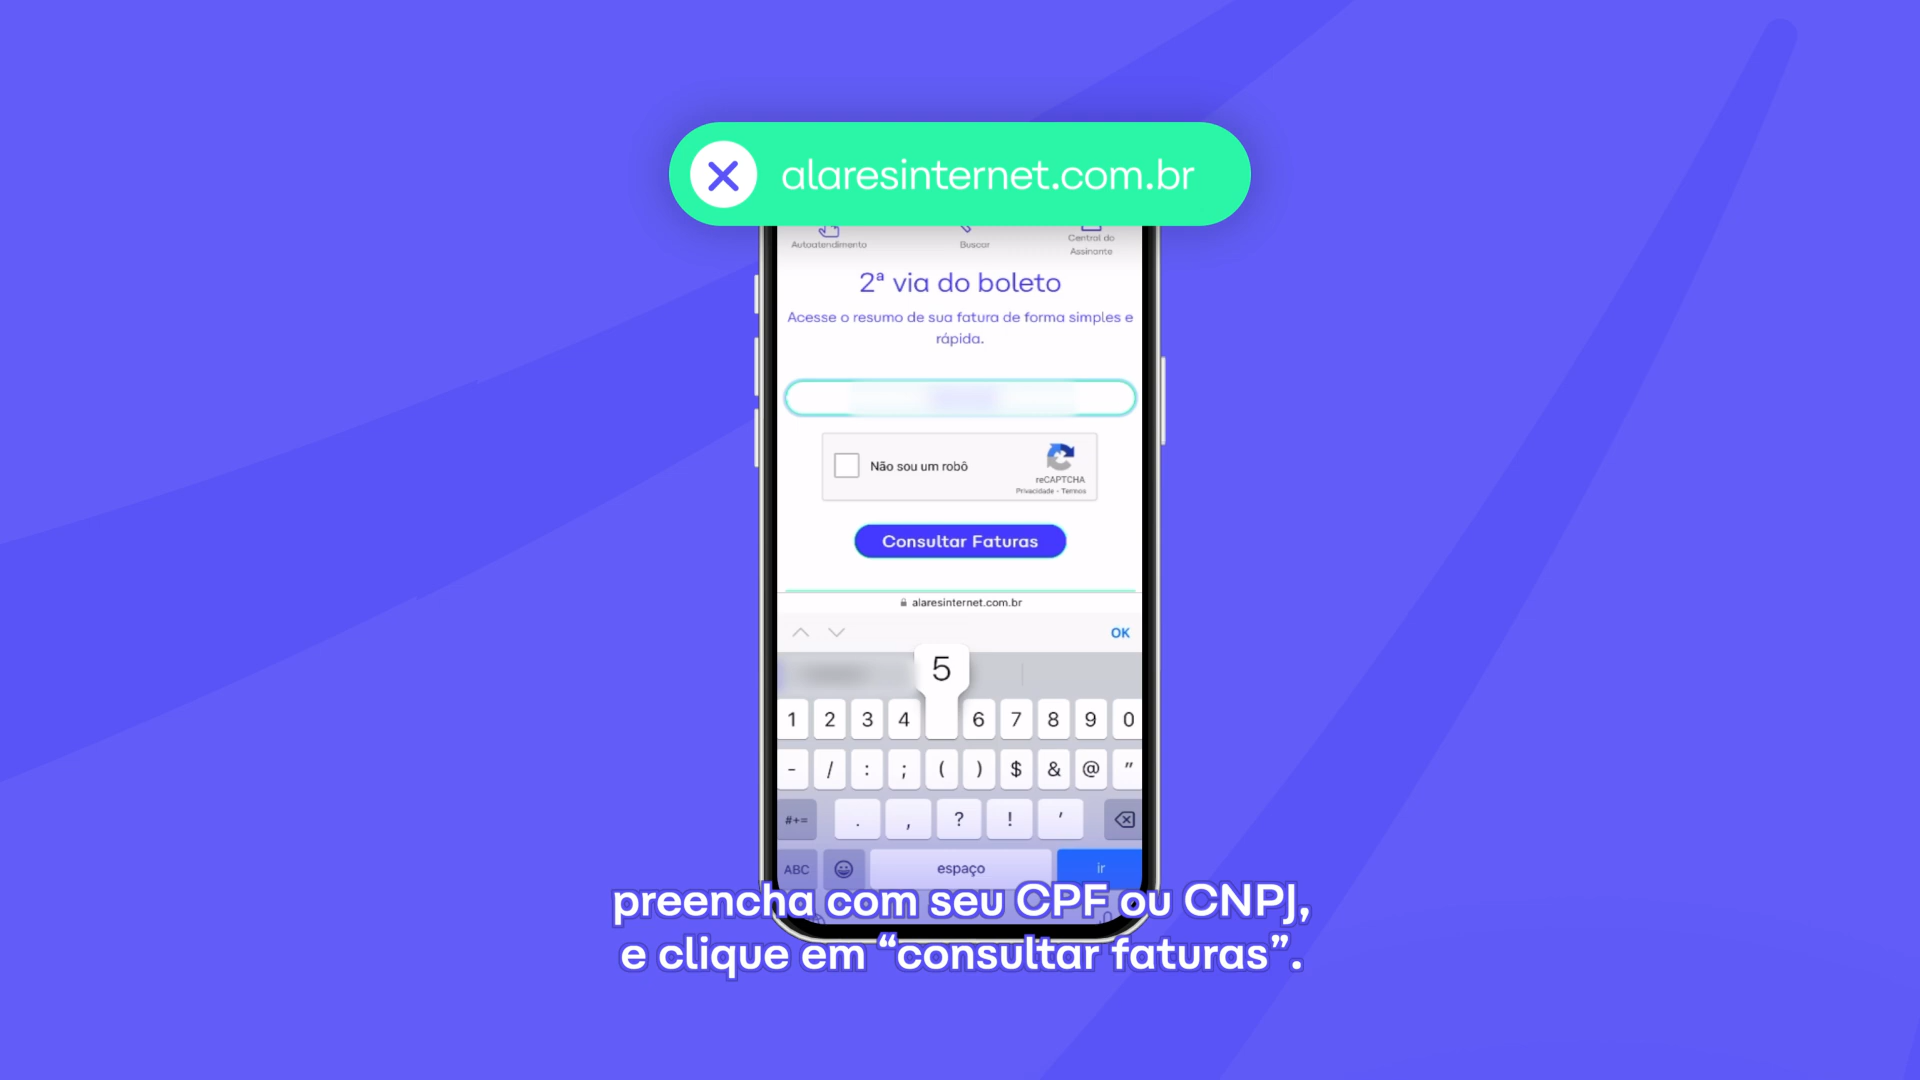 alaresinternet.com.br
Autoatendimento
Buscar
Central do
Assinante
2ª via do boleto
Acesse o resumo de sua fatura de forma simples e
rápida.
Não sou um robô
reCAPTCHA
Privacidade - Termos
Consultar Faturas
alaresinternet.com.br
OK
5
1 2 3 4 6 7 8 9 0
- / : ; ( ) $ & @ "
#+= . , ? ! ' 
ABC espaço ir
preencha com seu CPF ou CNPJ,
e clique em “consultar faturas”.